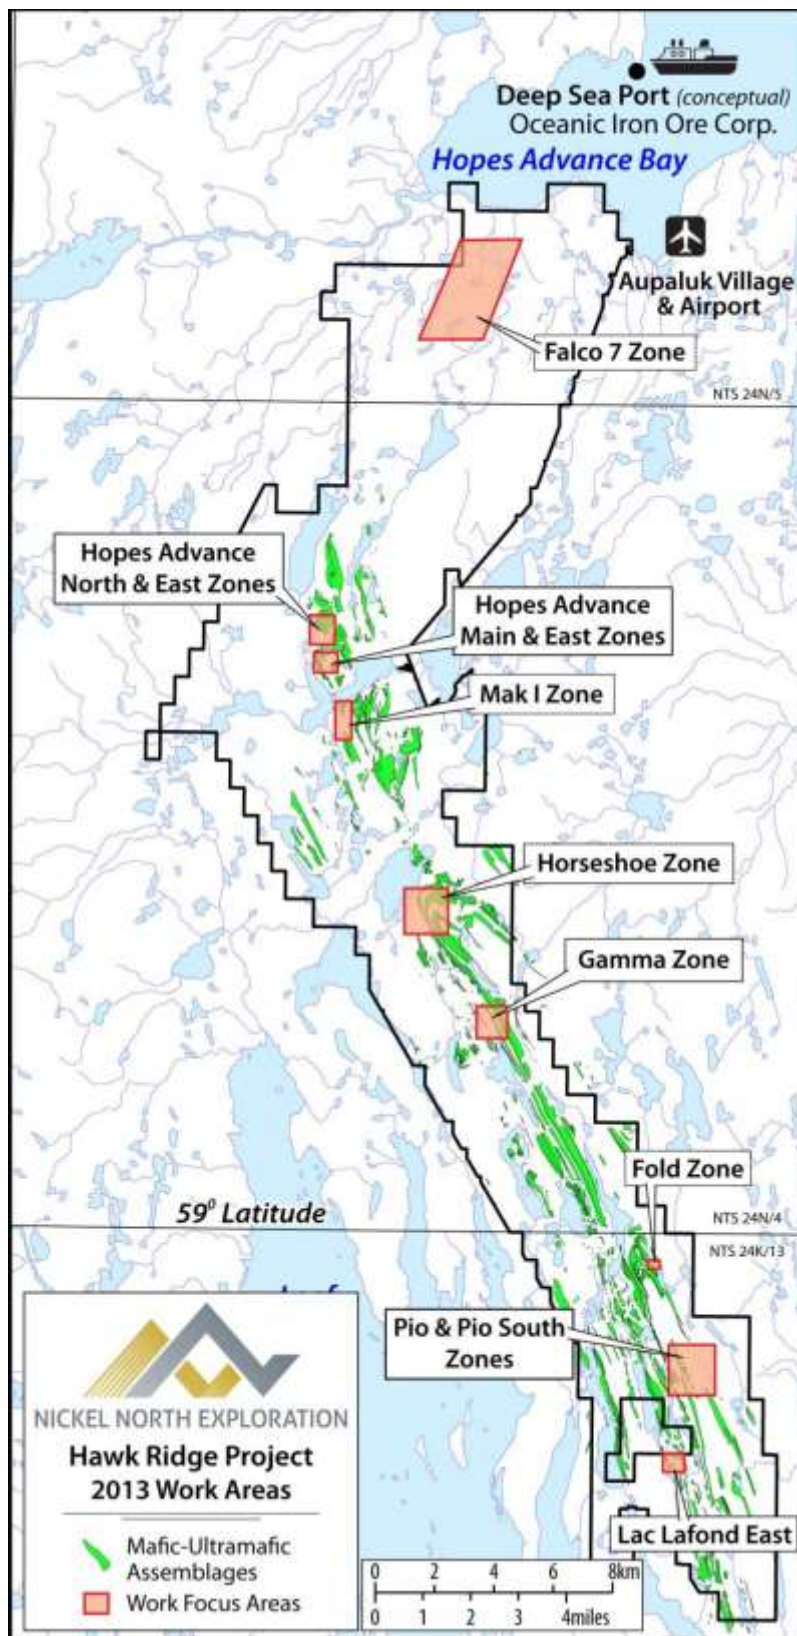 Deep Sea Port (conceptual)
Oceanic Iron Ore Corp.
Hopes Advance Bay
Aupaluk Village
& Airport
Falco 7 Zone
NTS 24N/5
Hopes Advance
North & East Zones
Hopes Advance
Main & East Zones
Mak I Zone
Horseshoe Zone
Gamma Zone
Fold Zone
59⁰ Latitude
NTS 24N/4
NTS 24K/13
Pio & Pio South
Zones
Lac Lafond East
NICKEL NORTH EXPLORATION
Hawk Ridge Project
2013 Work Areas
Mafic-Ultramafic
Assemblages
Work Focus Areas
0 2 4 6 8km
0 1 2 3 4miles